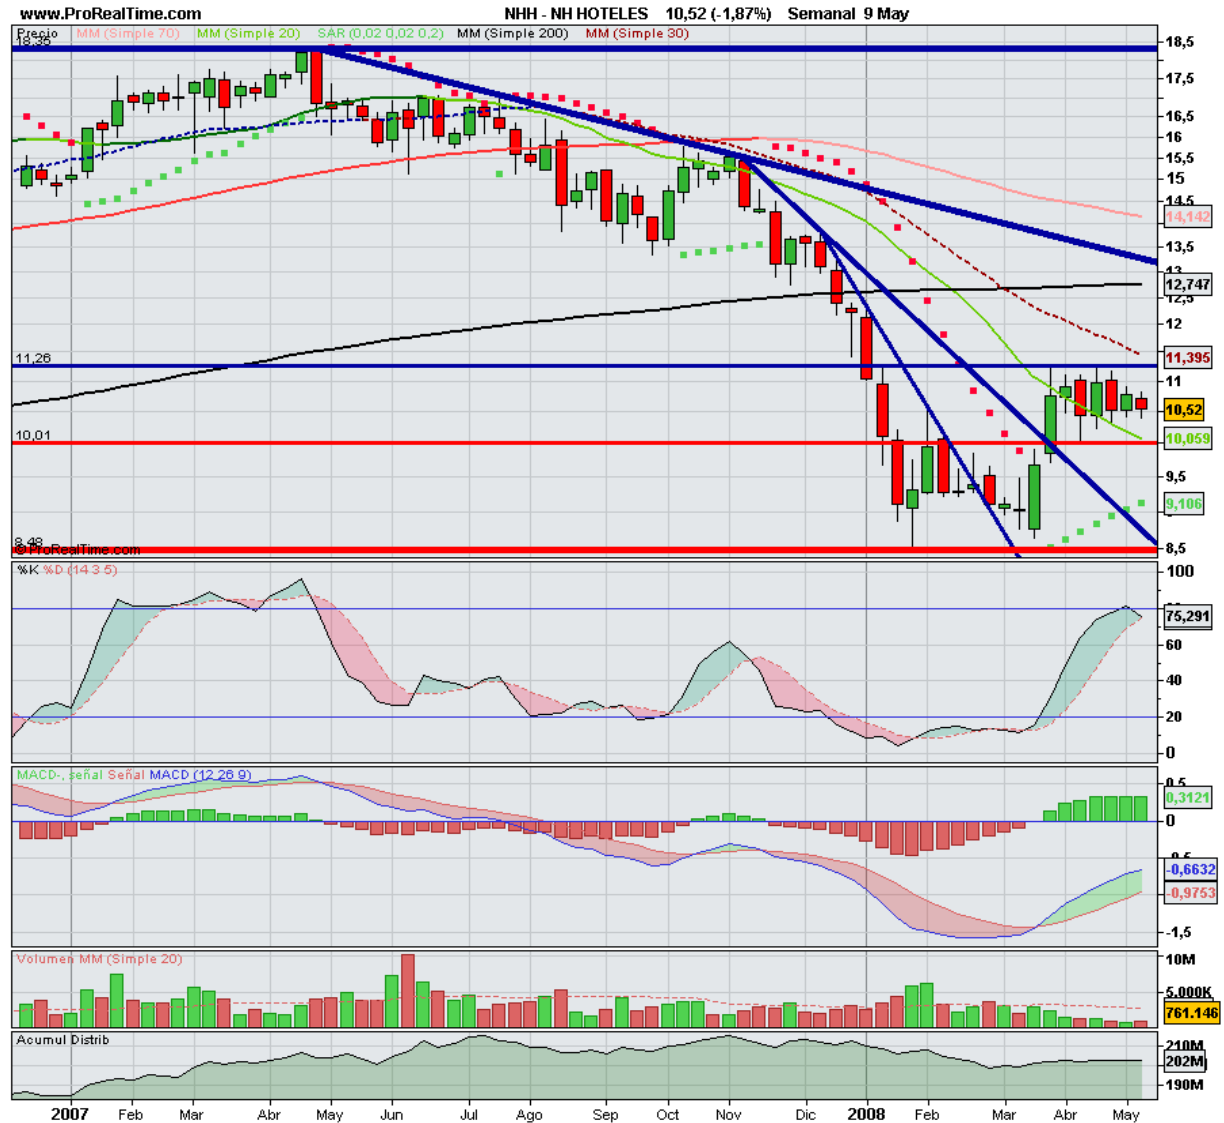 www.ProRealTime.com NHH - NH HOTELES 10,52 (-1,87%) Semanal 9 May
Precio MM (Simple 70) MM (Simple 20) SAR (0,02 0,02 0,2) MM (Simple 200) MM (Simple 30)
18.35
18,5
17,5
16,5
16
15,5
15
14,5
14,142
13,5
13
12,747
12,5
12
11,395
11,26
11
10,52
10,01
10,059
9,5
9,106
8,48
© ProRealTime.com
8,5
%K %D (14 3 5)
100
75,291
60
40
20
0
MACD-, señal Señal MACD (12 26 9)
0,5
0,3121
0
-0,5
-0,6632
-0,9753
-1,5
Volumen MM (Simple 20)
10M
5.000K
761.146
Acumul Distrib
210M
202M
190M
2007 Feb Mar Abr May Jun Jul Ago Sep Oct Nov Dic 2008 Feb Mar Abr May